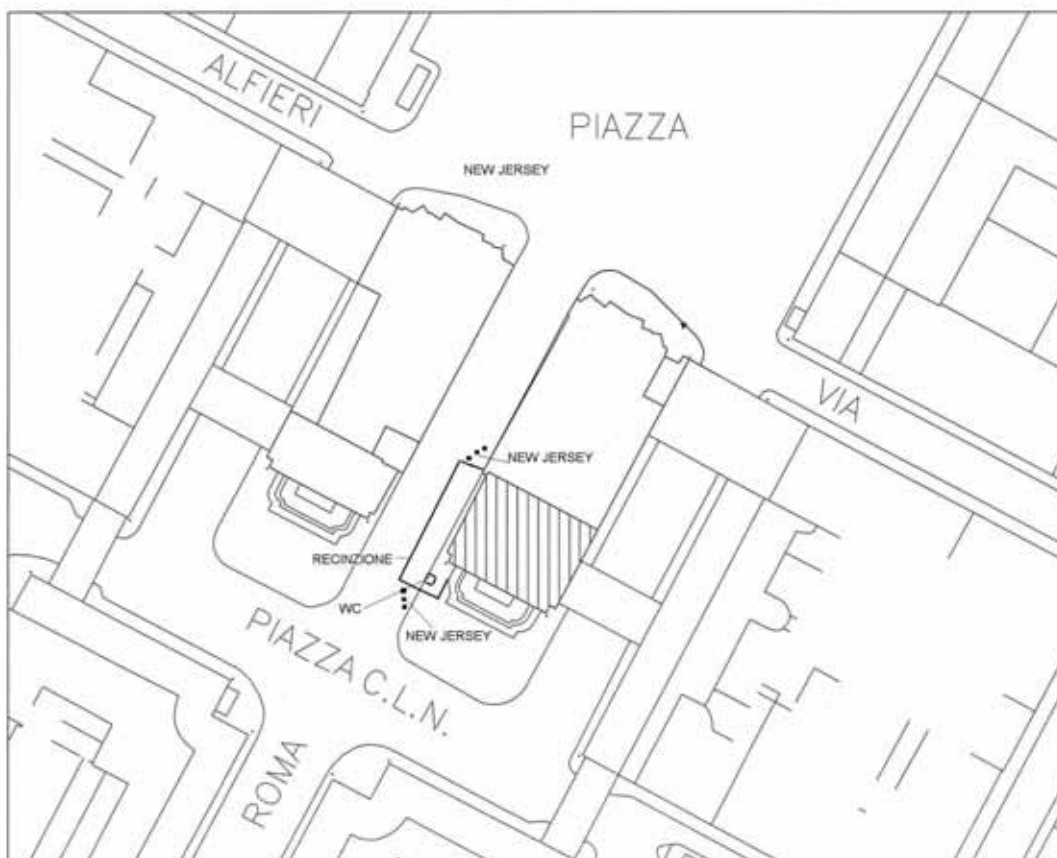 ALFIERI
PIAZZA
NEW JERSEY
VIA
NEW JERSEY
RECINZIONE
WC
NEW JERSEY
PIAZZA C.L.N.
ROMA